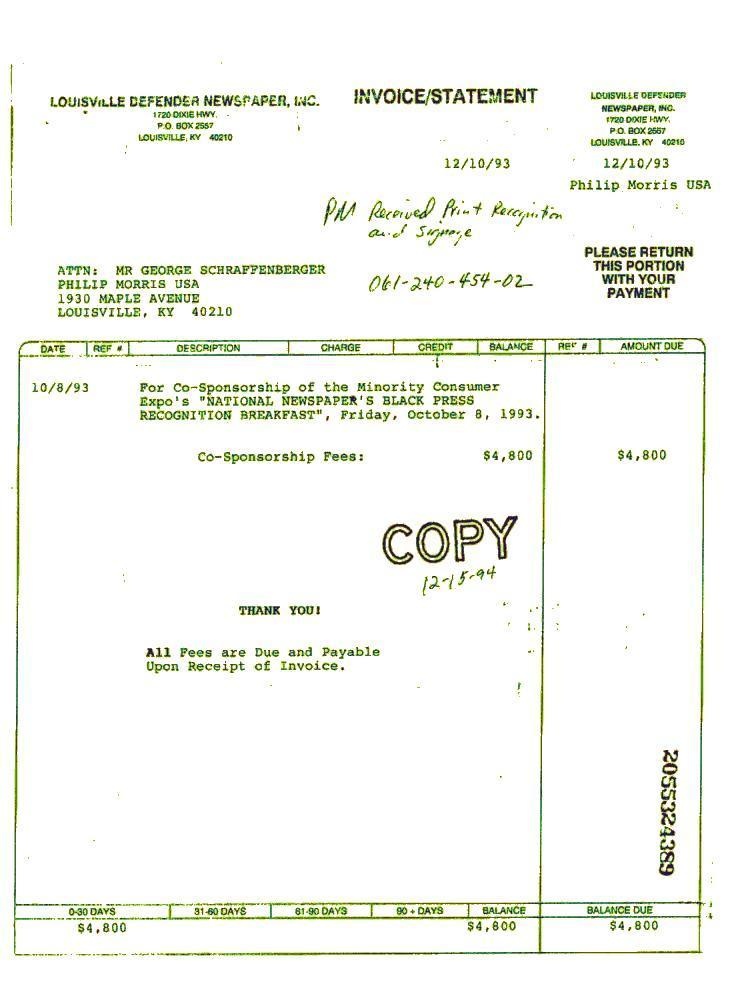 LOUISVILLE DEFENDER NEWSPAPER, INC.
1720 DIXIE HWY.
P.O. BOX 2557
LOUISVILLE, KY 40210
INVOICE/STATEMENT
LOUISVILLE DEFENDER
NEWSPAPER, INC.
1720 DIXIE HWY.
P.O. BOX 2557
LOUISVILLE, KY 40210
12/10/93
12/10/93
Philip Morris USA
PM Received Print Recognition
and Signage
PLEASE RETURN
THIS PORTION
WITH YOUR
PAYMENT
ATTN: MR GEORGE SCHRAFFENBERGER
PHILIP MORRIS USA
1930 MAPLE AVENUE
LOUISVILLE, KY 40210
061-240-454-02
DATE REF # DESCRIPTION CHARGE CREDIT BALANCE REF # AMOUNT DUE
10/8/93 For Co-Sponsorship of the Minority Consumer
Expo's "NATIONAL NEWSPAPER'S BLACK PRESS
RECOGNITION BREAKFAST", Friday, October 8, 1993.
Co-Sponsorship Fees: $4,800 $4,800
COPY
12-15-94
THANK YOU!
All Fees are Due and Payable
Upon Receipt of Invoice.
2055324389
0-30 DAYS 31-60 DAYS 61-90 DAYS 90 + DAYS BALANCE BALANCE DUE
$4,800 $4,800 $4,800